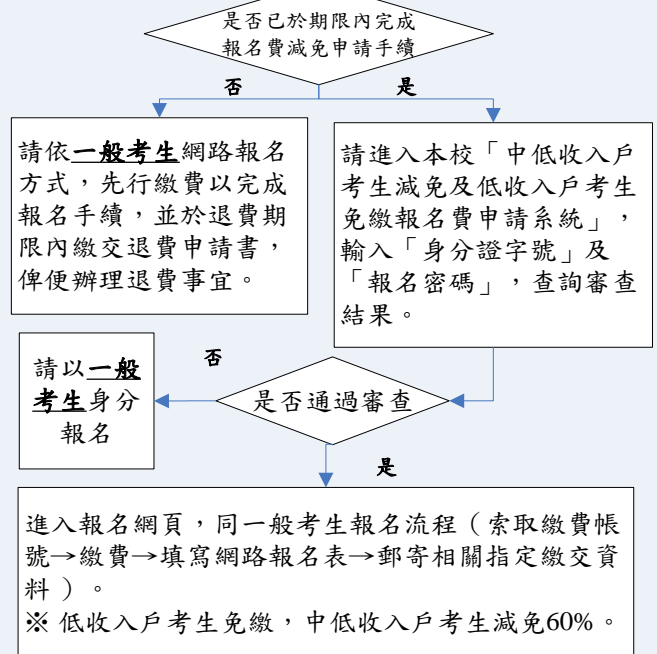 是否已於期限內完成
報名費減免申請手續
否
是
請依一般考生網路報名
方式，先行繳費以完成
報名手續，並於退費期
限內繳交退費申請書，
俾便辦理退費事宜。
請進入本校「中低收入戶
考生減免及低收入戶考生
免繳報名費申請系統」，
輸入「身分證字號」及
「報名密碼」，查詢審查
結果。
請以一般
考生身分
報名
否
是否通過審查
是
進入報名網頁，同一般考生報名流程（索取繳費帳
號→繳費→填寫網路報名表→郵寄相關指定繳交資
料）。
※ 低收入戶考生免繳，中低收入戶考生減免60%。